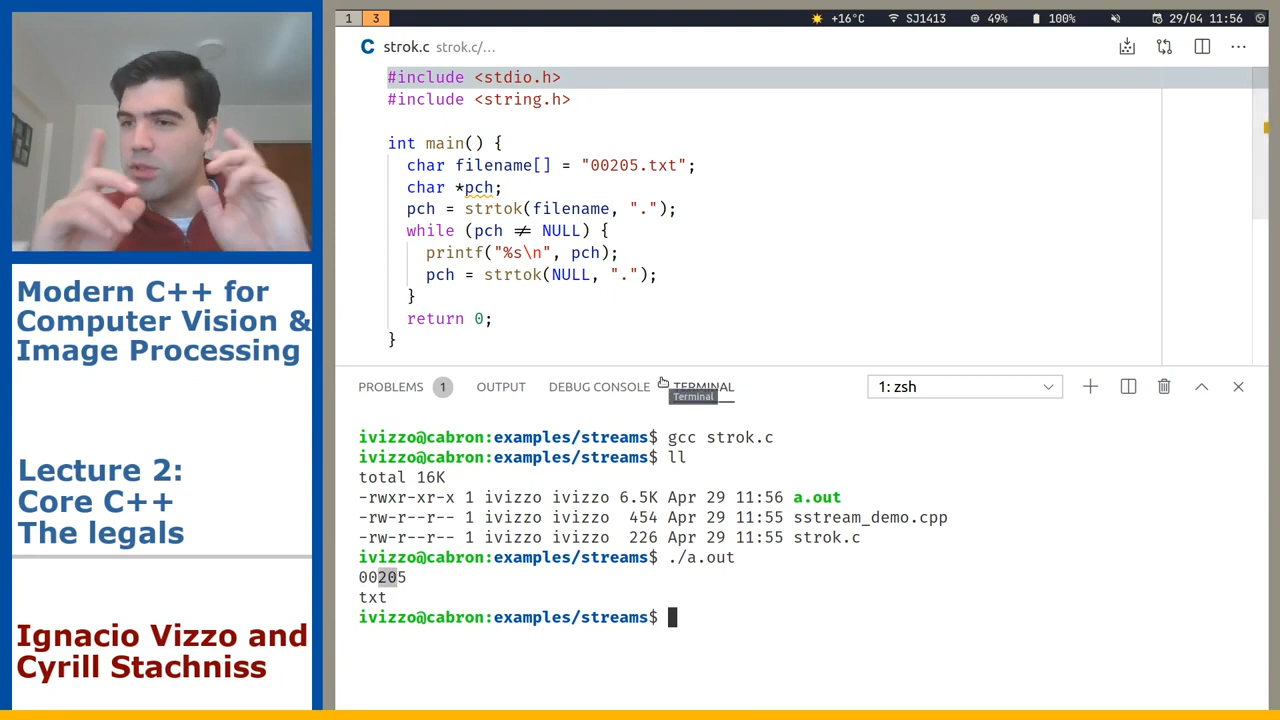 1 3 +16°C SJ1413 49% 100% 29/04 11:56
C strok.c strok.c/...
#include <stdio.h>
#include <string.h>
int main() {
char filename[] = "00205.txt";
char *pch;
pch = strtok(filename, ".");
while (pch ≠ NULL) {
printf("%s\n", pch);
pch = strtok(NULL, ".");
}
return 0;
}
PROBLEMS 1 OUTPUT DEBUG CONSOLE TERMINAL 1: zsh
Terminal
ivizzo@cabron:examples/streams$ gcc strok.c
ivizzo@cabron:examples/streams$ ll
total 16K
-rwxr-xr-x 1 ivizzo ivizzo 6.5K Apr 29 11:56 a.out
-rw-r--r-- 1 ivizzo ivizzo 454 Apr 29 11:55 sstream_demo.cpp
-rw-r--r-- 1 ivizzo ivizzo 226 Apr 29 11:55 strok.c
ivizzo@cabron:examples/streams$ ./a.out
00205
txt
ivizzo@cabron:examples/streams$
Modern C++ for
Computer Vision &
Image Processing
Lecture 2:
Core C++
The legals
Ignacio Vizzo and
Cyrill Stachniss